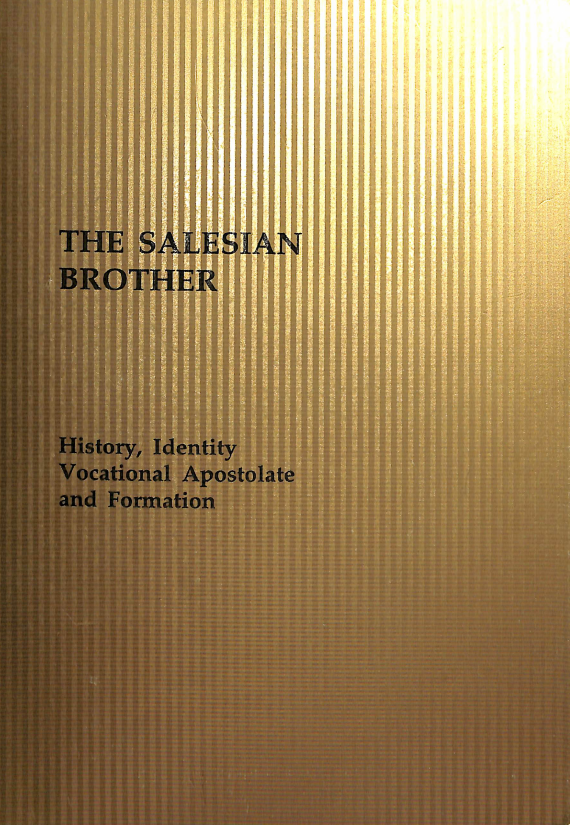 THE SALESIAN
BROTHER
History, Identity
Vocational Apostolate
and Formation